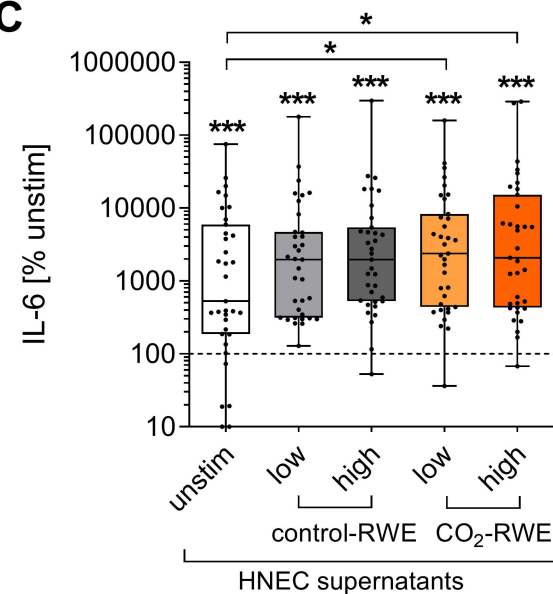 C
*
*
1000000
100000
10000
1000
100
10
IL-6 [% unstim]
*** *** *** *** ***
unstim low high low high
control-RWE CO₂-RWE
HNEC supernatants